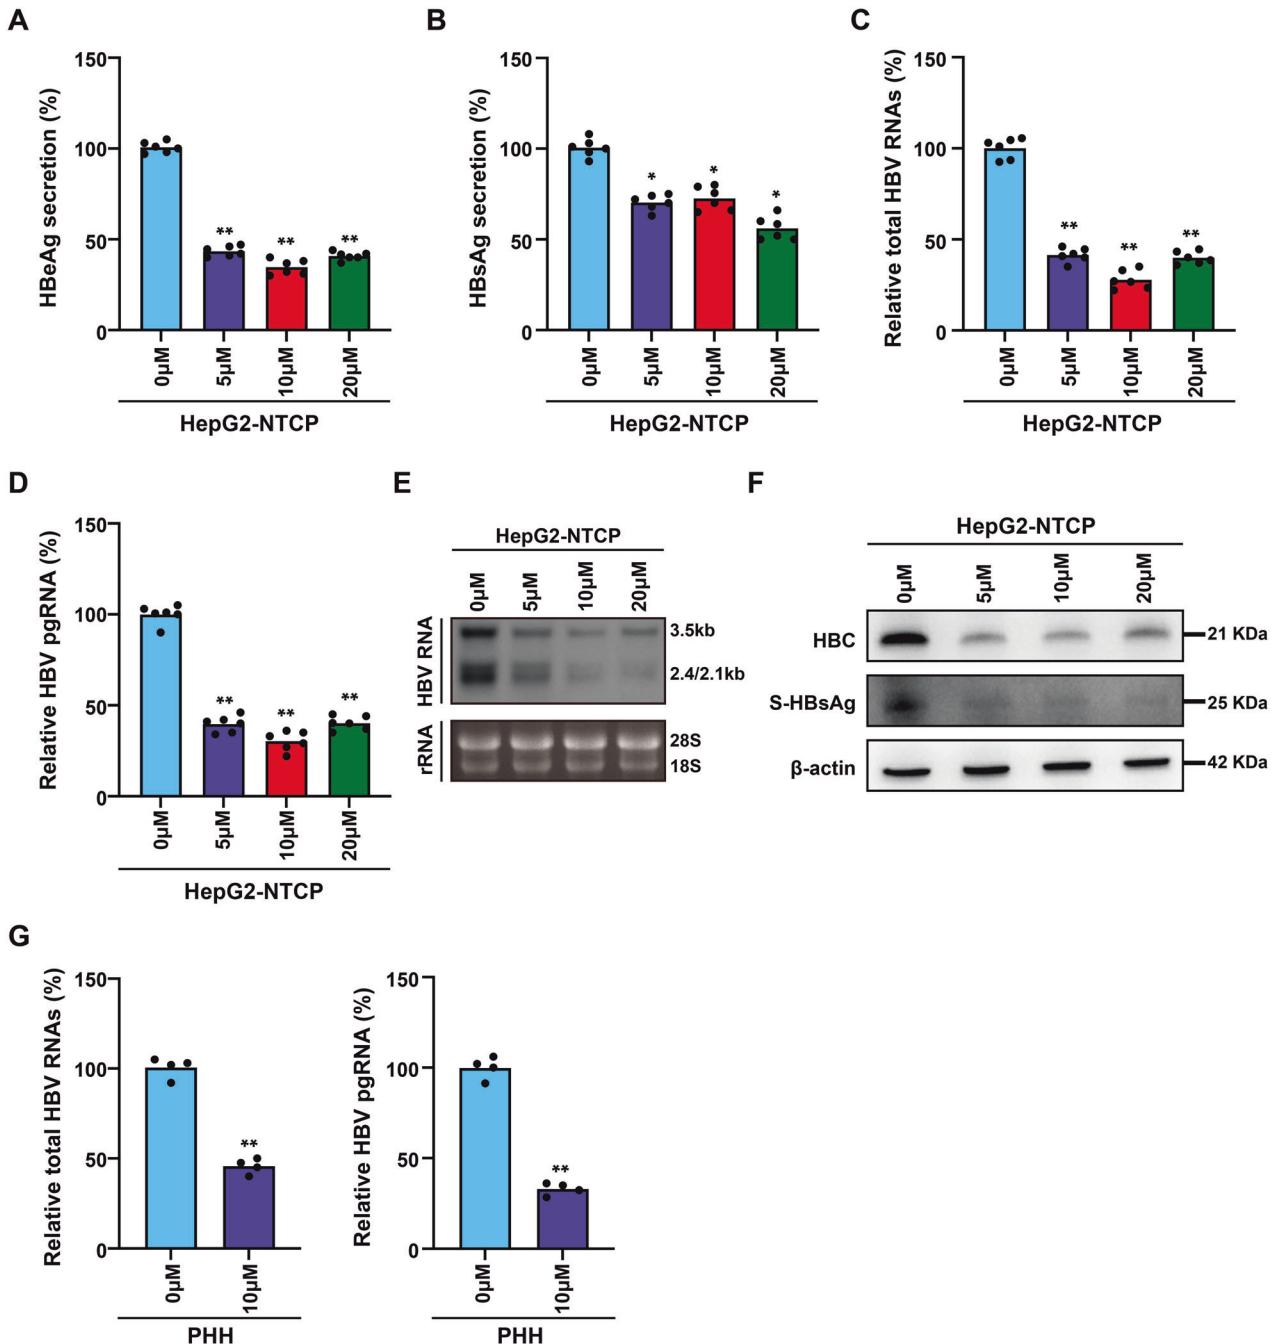 A
HBeAg secretion (%)
150
100
50
0
**
**
**
0μM
5μM
10μM
20μM
HepG2-NTCP
B
HBsAg secretion (%)
150
100
50
0
*
*
*
0μM
5μM
10μM
20μM
HepG2-NTCP
C
Relative total HBV RNAs (%)
150
100
50
0
**
**
**
0μM
5μM
10μM
20μM
HepG2-NTCP
D
Relative HBV pgRNA (%)
150
100
50
0
**
**
**
0μM
5μM
10μM
20μM
HepG2-NTCP
E
HepG2-NTCP
0μM
5μM
10μM
20μM
HBV RNA
3.5kb
2.4/2.1kb
rRNA
28S
18S
F
HepG2-NTCP
0μM
5μM
10μM
20μM
HBC
21 KDa
S-HBsAg
25 KDa
β-actin
42 KDa
G
Relative total HBV RNAs (%)
150
100
50
0
**
0μM
10μM
PHH
Relative HBV pgRNA (%)
150
100
50
0
**
0μM
10μM
PHH